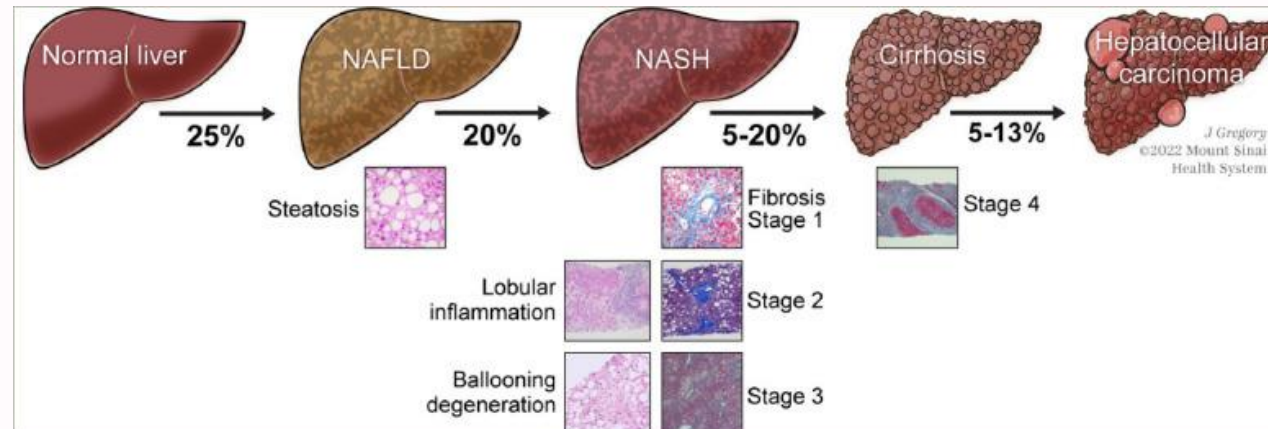 Normal liver
NAFLD
NASH
Cirrhosis
Hepatocellular
carcinoma
25%
20%
5-20%
5-13%
J Gregory
©2022 Mount Sinai
Health System
Steatosis
Fibrosis
Stage 1
Stage 4
Lobular
inflammation
Stage 2
Ballooning
degeneration
Stage 3